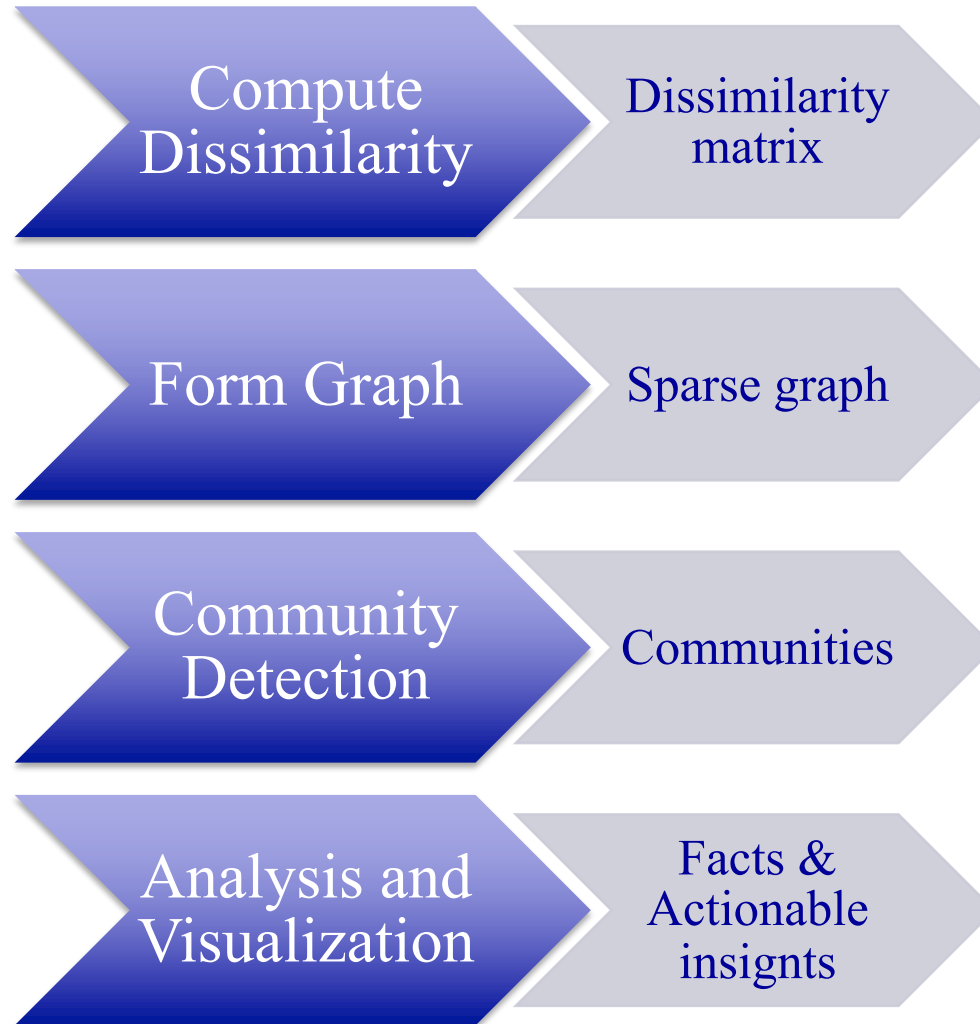 Compute
Dissimilarity
Dissimilarity
matrix
Form Graph
Sparse graph
Community
Detection
Communities
Analysis and
Visualization
Facts &
Actionable
insignts